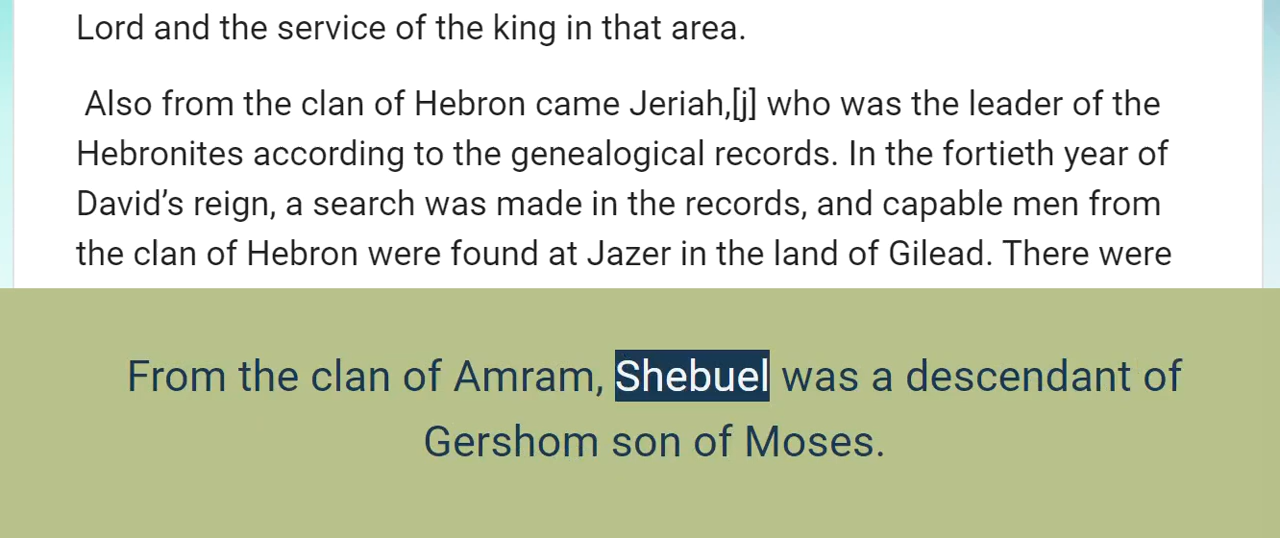 Lord and the service of the king in that area.
Also from the clan of Hebron came Jeriah,[j] who was the leader of the
Hebronites according to the genealogical records. In the fortieth year of
David’s reign, a search was made in the records, and capable men from
the clan of Hebron were found at Jazer in the land of Gilead. There were
From the clan of Amram, Shebuel was a descendant of
Gershom son of Moses.